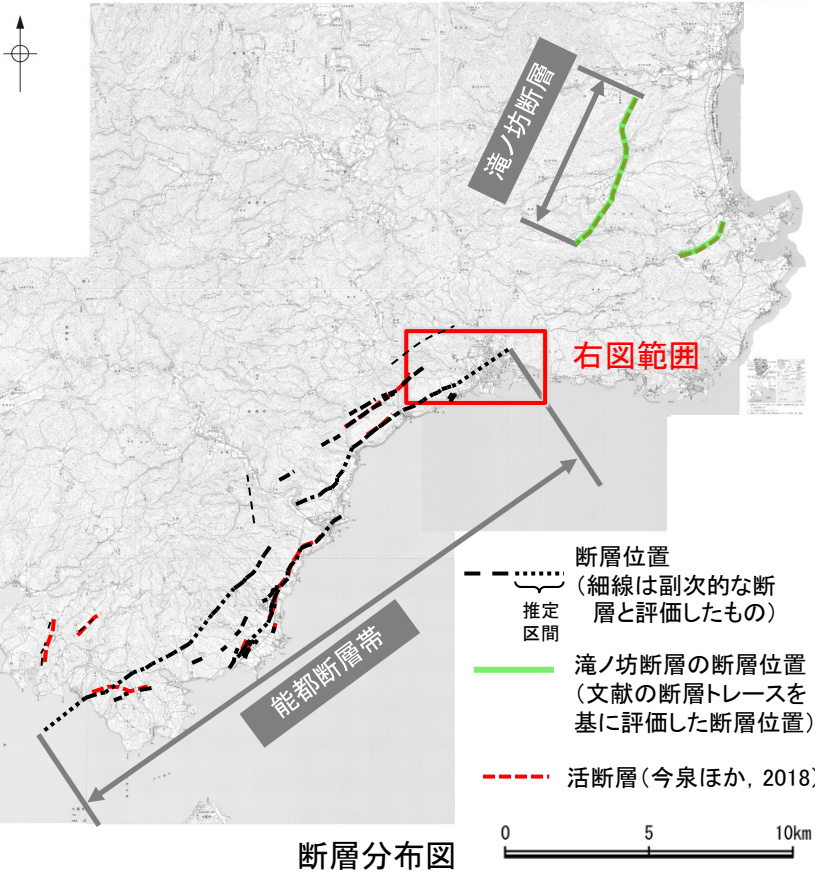 滝ノ坊断層
右図範囲
能都断層帯
断層位置
(細線は副次的な断
層と評価したもの)
推定
区間
滝ノ坊断層の断層位置
(文献の断層トレースを
基に評価した断層位置)
活断層(今泉ほか, 2018)
断層分布図
0 5 10km